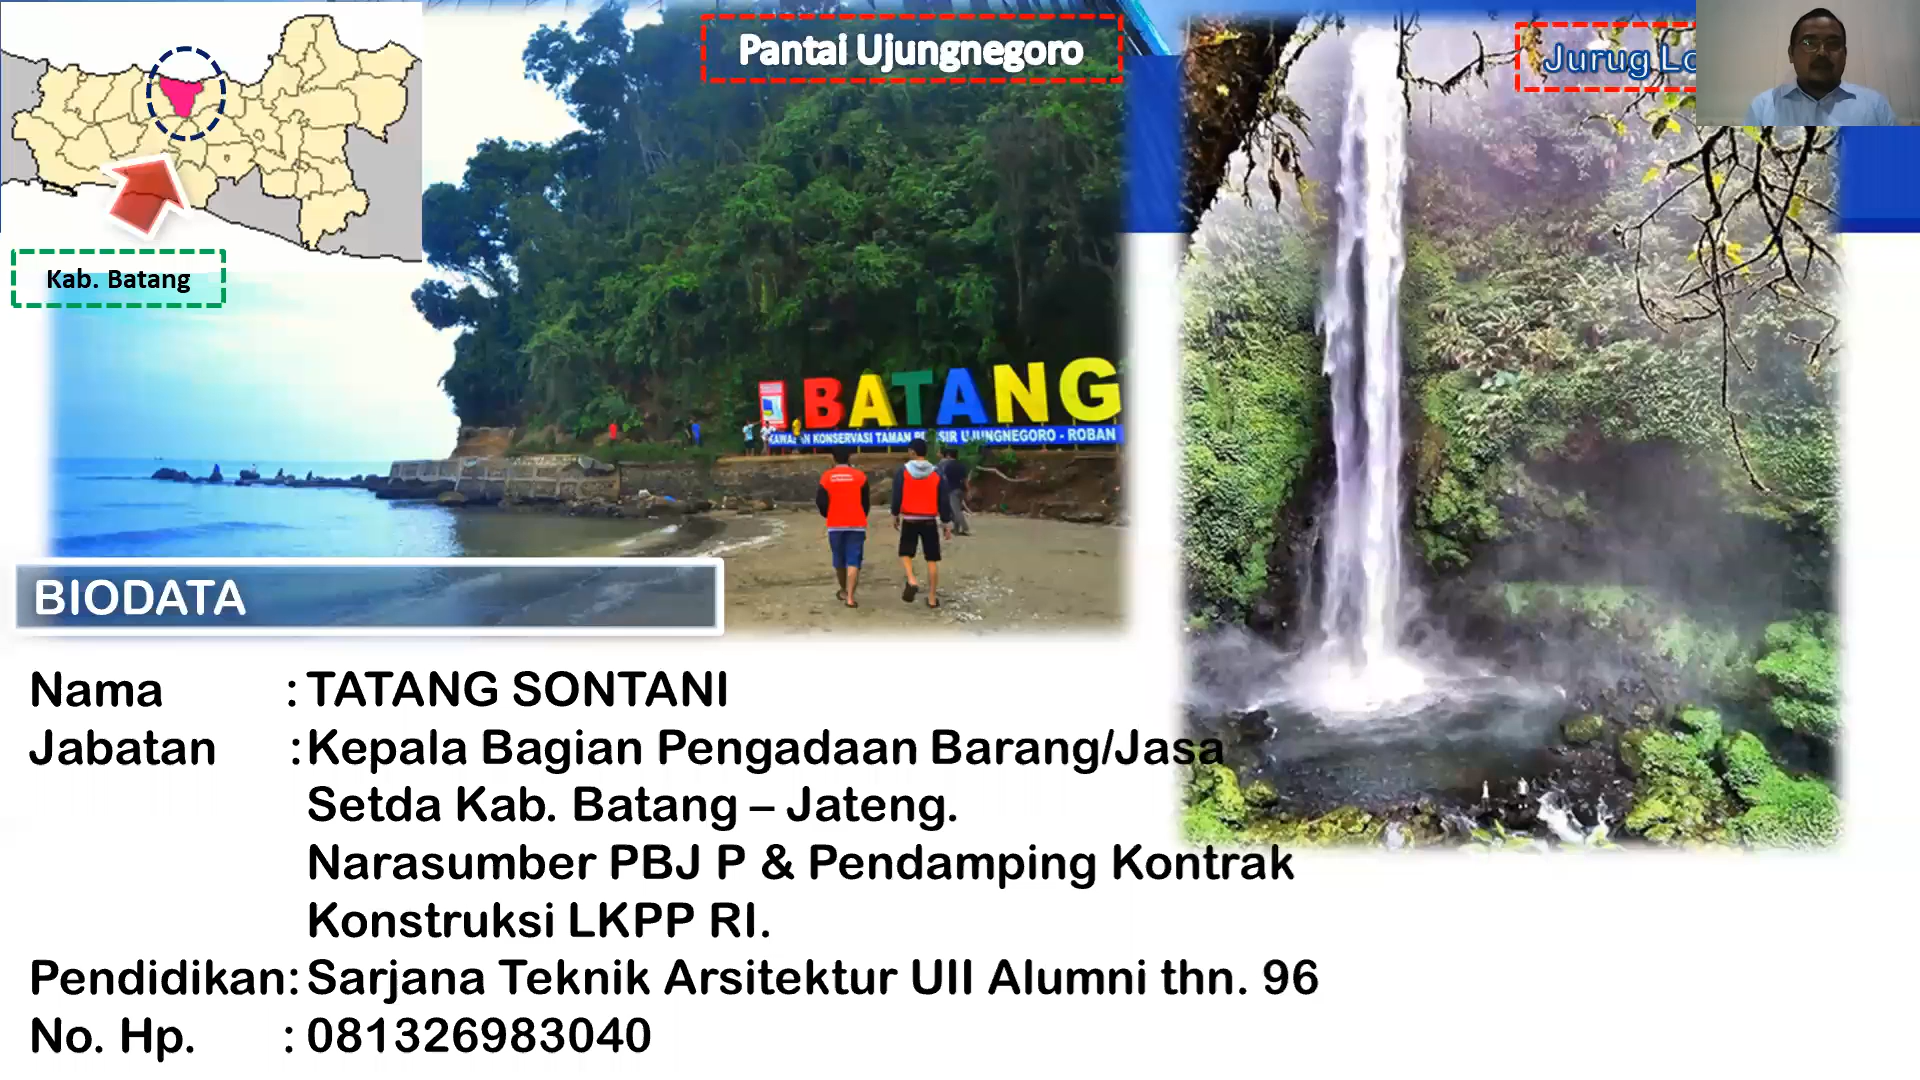 Pantai Ujungnegoro
Jurug
Kab. Batang
BATANG
KONSERVASI TAMAN UJUNGNEGORO - ROBAN
BIODATA
Nama : TATANG SONTANI
Jabatan : Kepala Bagian Pengadaan Barang/Jasa
Setda Kab. Batang – Jateng.
Narasumber PBJ P & Pendamping Kontrak
Konstruksi LKPP RI.
Pendidikan: Sarjana Teknik Arsitektur UII Alumni thn. 96
No. Hp. : 081326983040